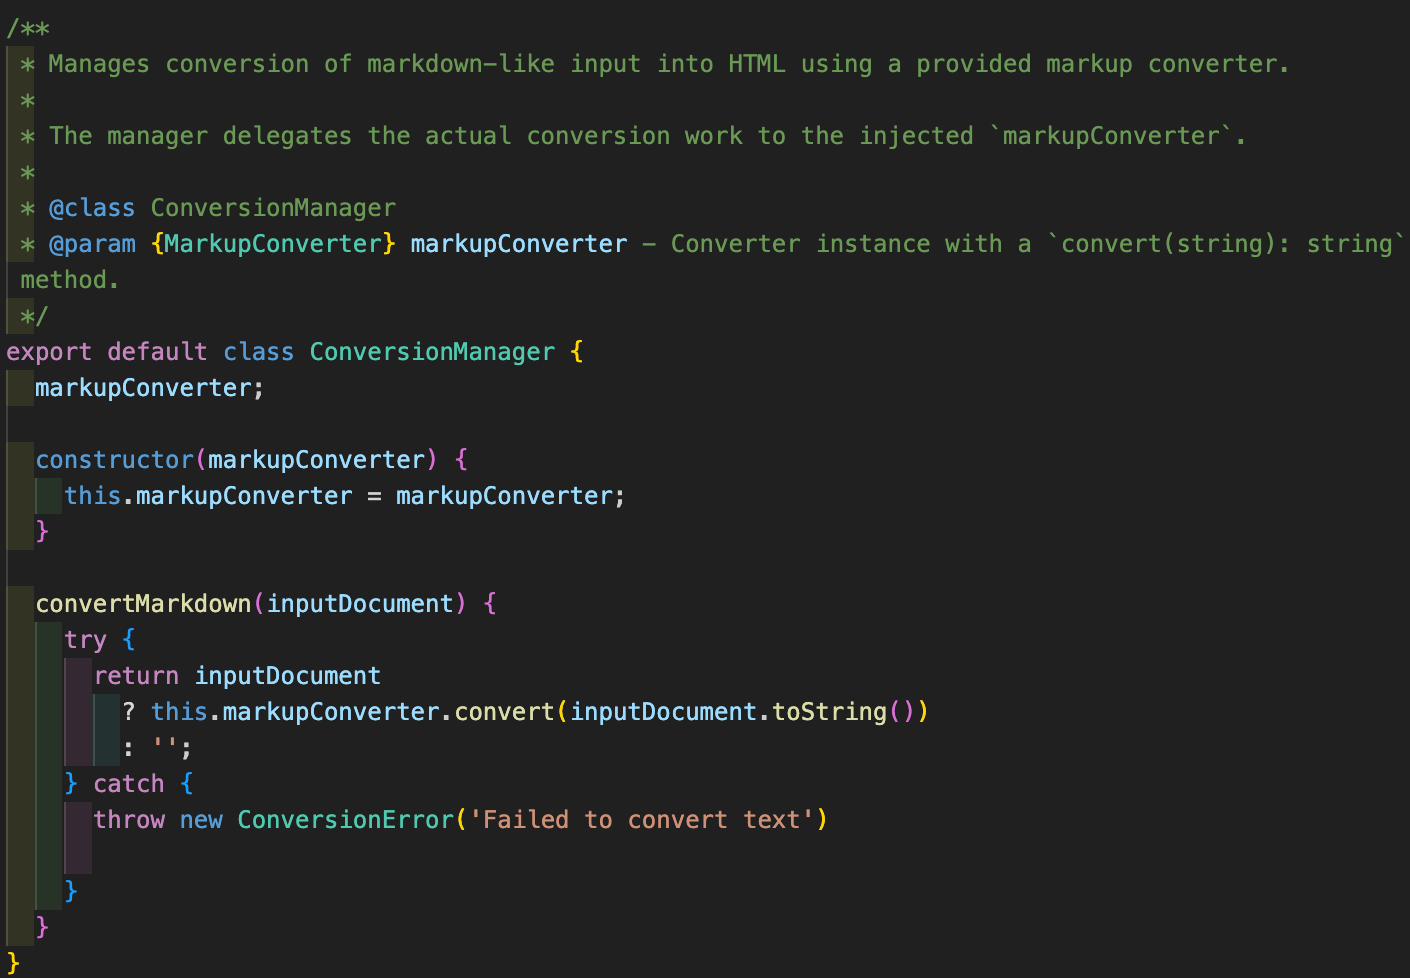 /**
 * Manages conversion of markdown-like input into HTML using a provided markup converter.
 *
 * The manager delegates the actual conversion work to the injected `markupConverter`.
 *
 * @class ConversionManager
 * @param {MarkupConverter} markupConverter - Converter instance with a `convert(string): string`
 method.
 */
export default class ConversionManager {
  markupConverter;

  constructor(markupConverter) {
    this.markupConverter = markupConverter;
  }

  convertMarkdown(inputDocument) {
    try {
      return inputDocument
        ? this.markupConverter.convert(inputDocument.toString())
        : '';
    } catch {
      throw new ConversionError('Failed to convert text')

    }
  }
}